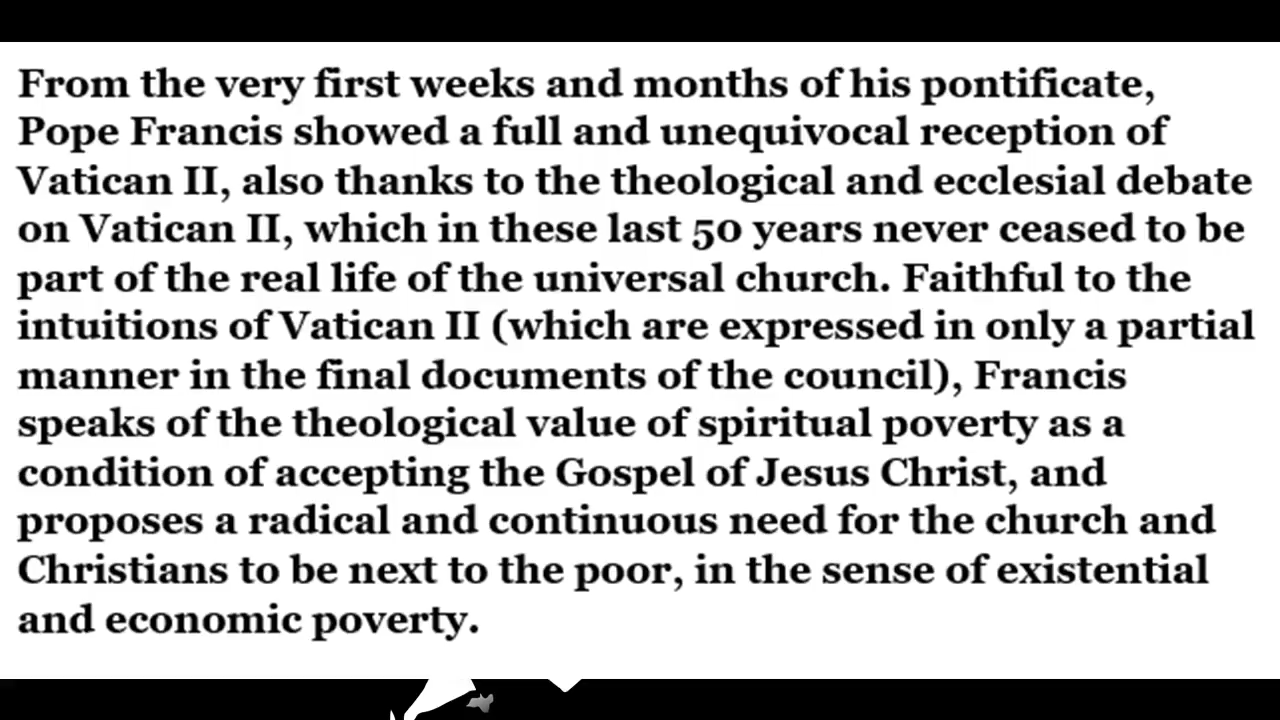 From the very first weeks and months of his pontificate,
Pope Francis showed a full and unequivocal reception of
Vatican II, also thanks to the theological and ecclesial debate
on Vatican II, which in these last 50 years never ceased to be
part of the real life of the universal church. Faithful to the
intuitions of Vatican II (which are expressed in only a partial
manner in the final documents of the council), Francis
speaks of the theological value of spiritual poverty as a
condition of accepting the Gospel of Jesus Christ, and
proposes a radical and continuous need for the church and
Christians to be next to the poor, in the sense of existential
and economic poverty.